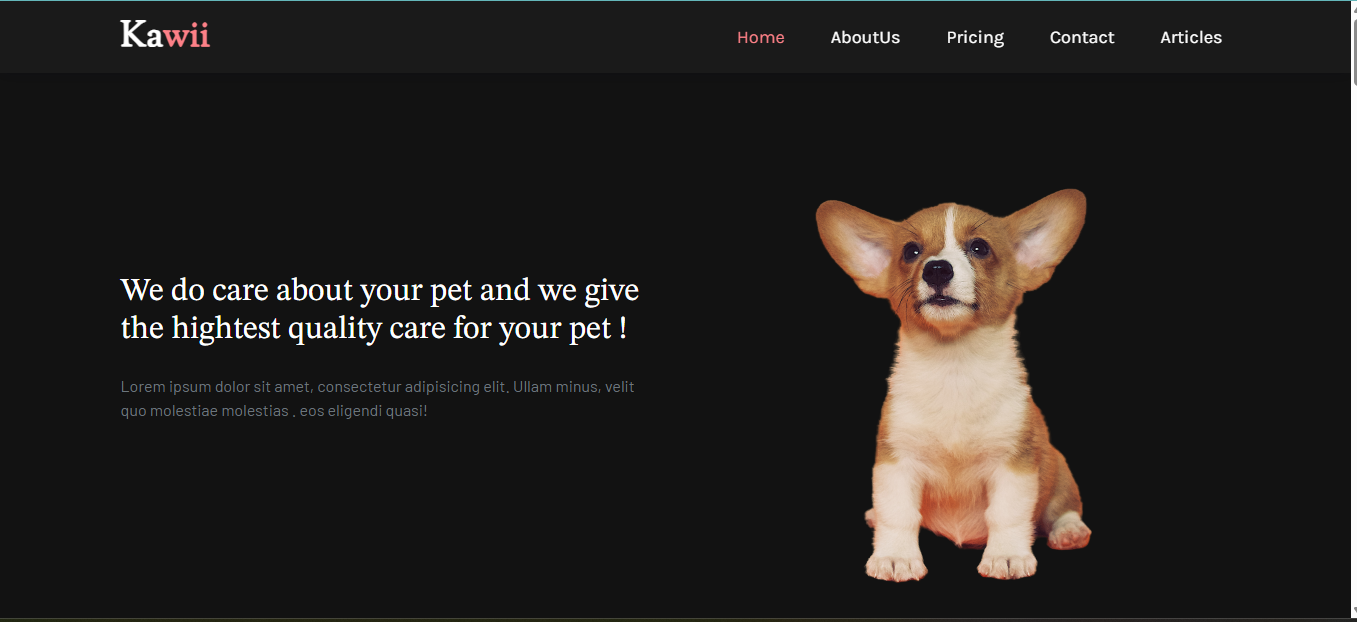 Kawii
Home AboutUs Pricing Contact Articles
We do care about your pet and we give
the hightest quality care for your pet !
Lorem ipsum dolor sit amet, consectetur adipisicing elit. Ullam minus, velit
quo molestiae molestias . eos eligendi quasi!